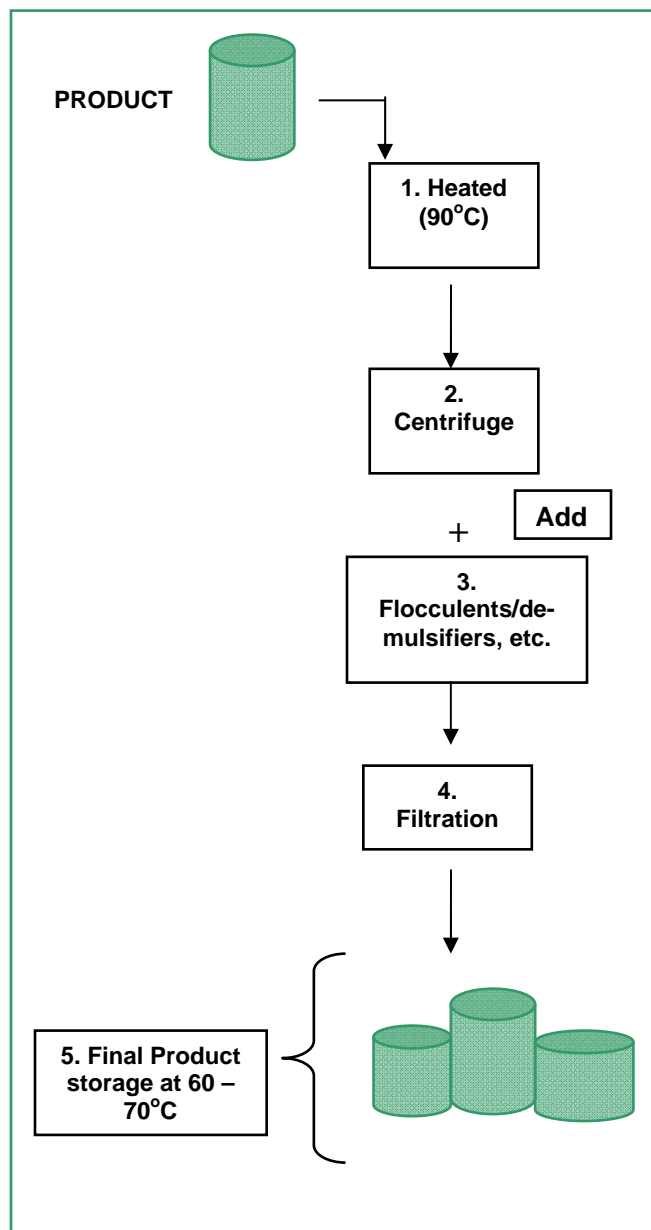 PRODUCT
1. Heated
(90°C)
2.
Centrifuge
Add
+
3.
Flocculents/de-
mulsifiers, etc.
4.
Filtration
5. Final Product
storage at 60 –
70°C